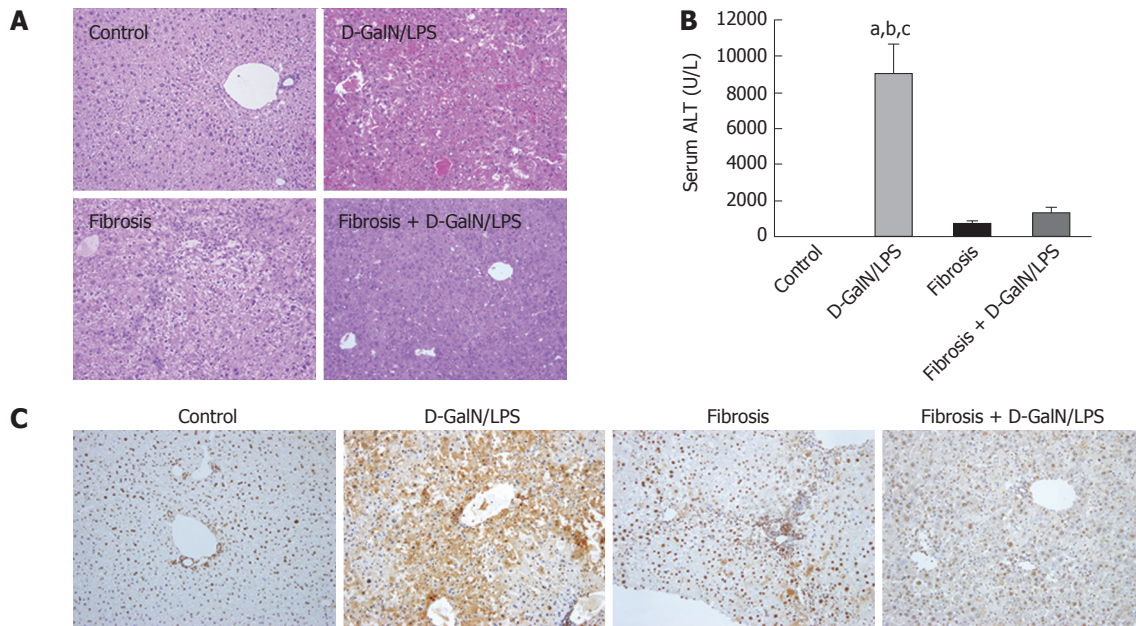 A
Control
D-GalN/LPS
Fibrosis
Fibrosis + D-GalN/LPS
B
12000
10000
8000
6000
4000
2000
0
Serum ALT (U/L)
a,b,c
Control
D-GalN/LPS
Fibrosis
Fibrosis + D-GalN/LPS
C
Control
D-GalN/LPS
Fibrosis
Fibrosis + D-GalN/LPS